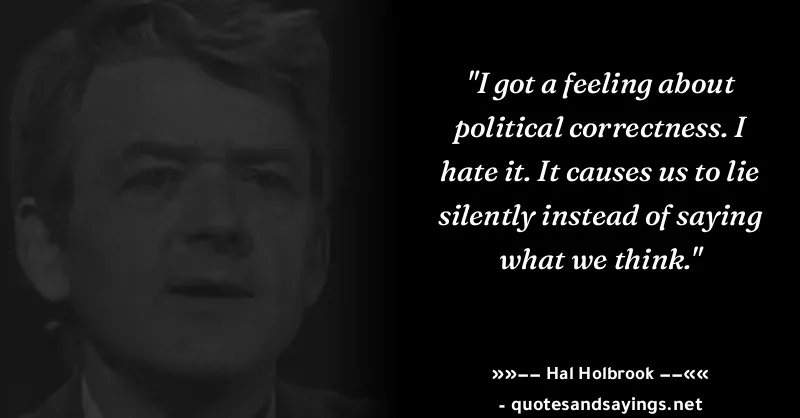 "I got a feeling about
political correctness. I
hate it. It causes us to lie
silently instead of saying
what we think."
»»—— Hal Holbrook ——««
- quotesandsayings.net